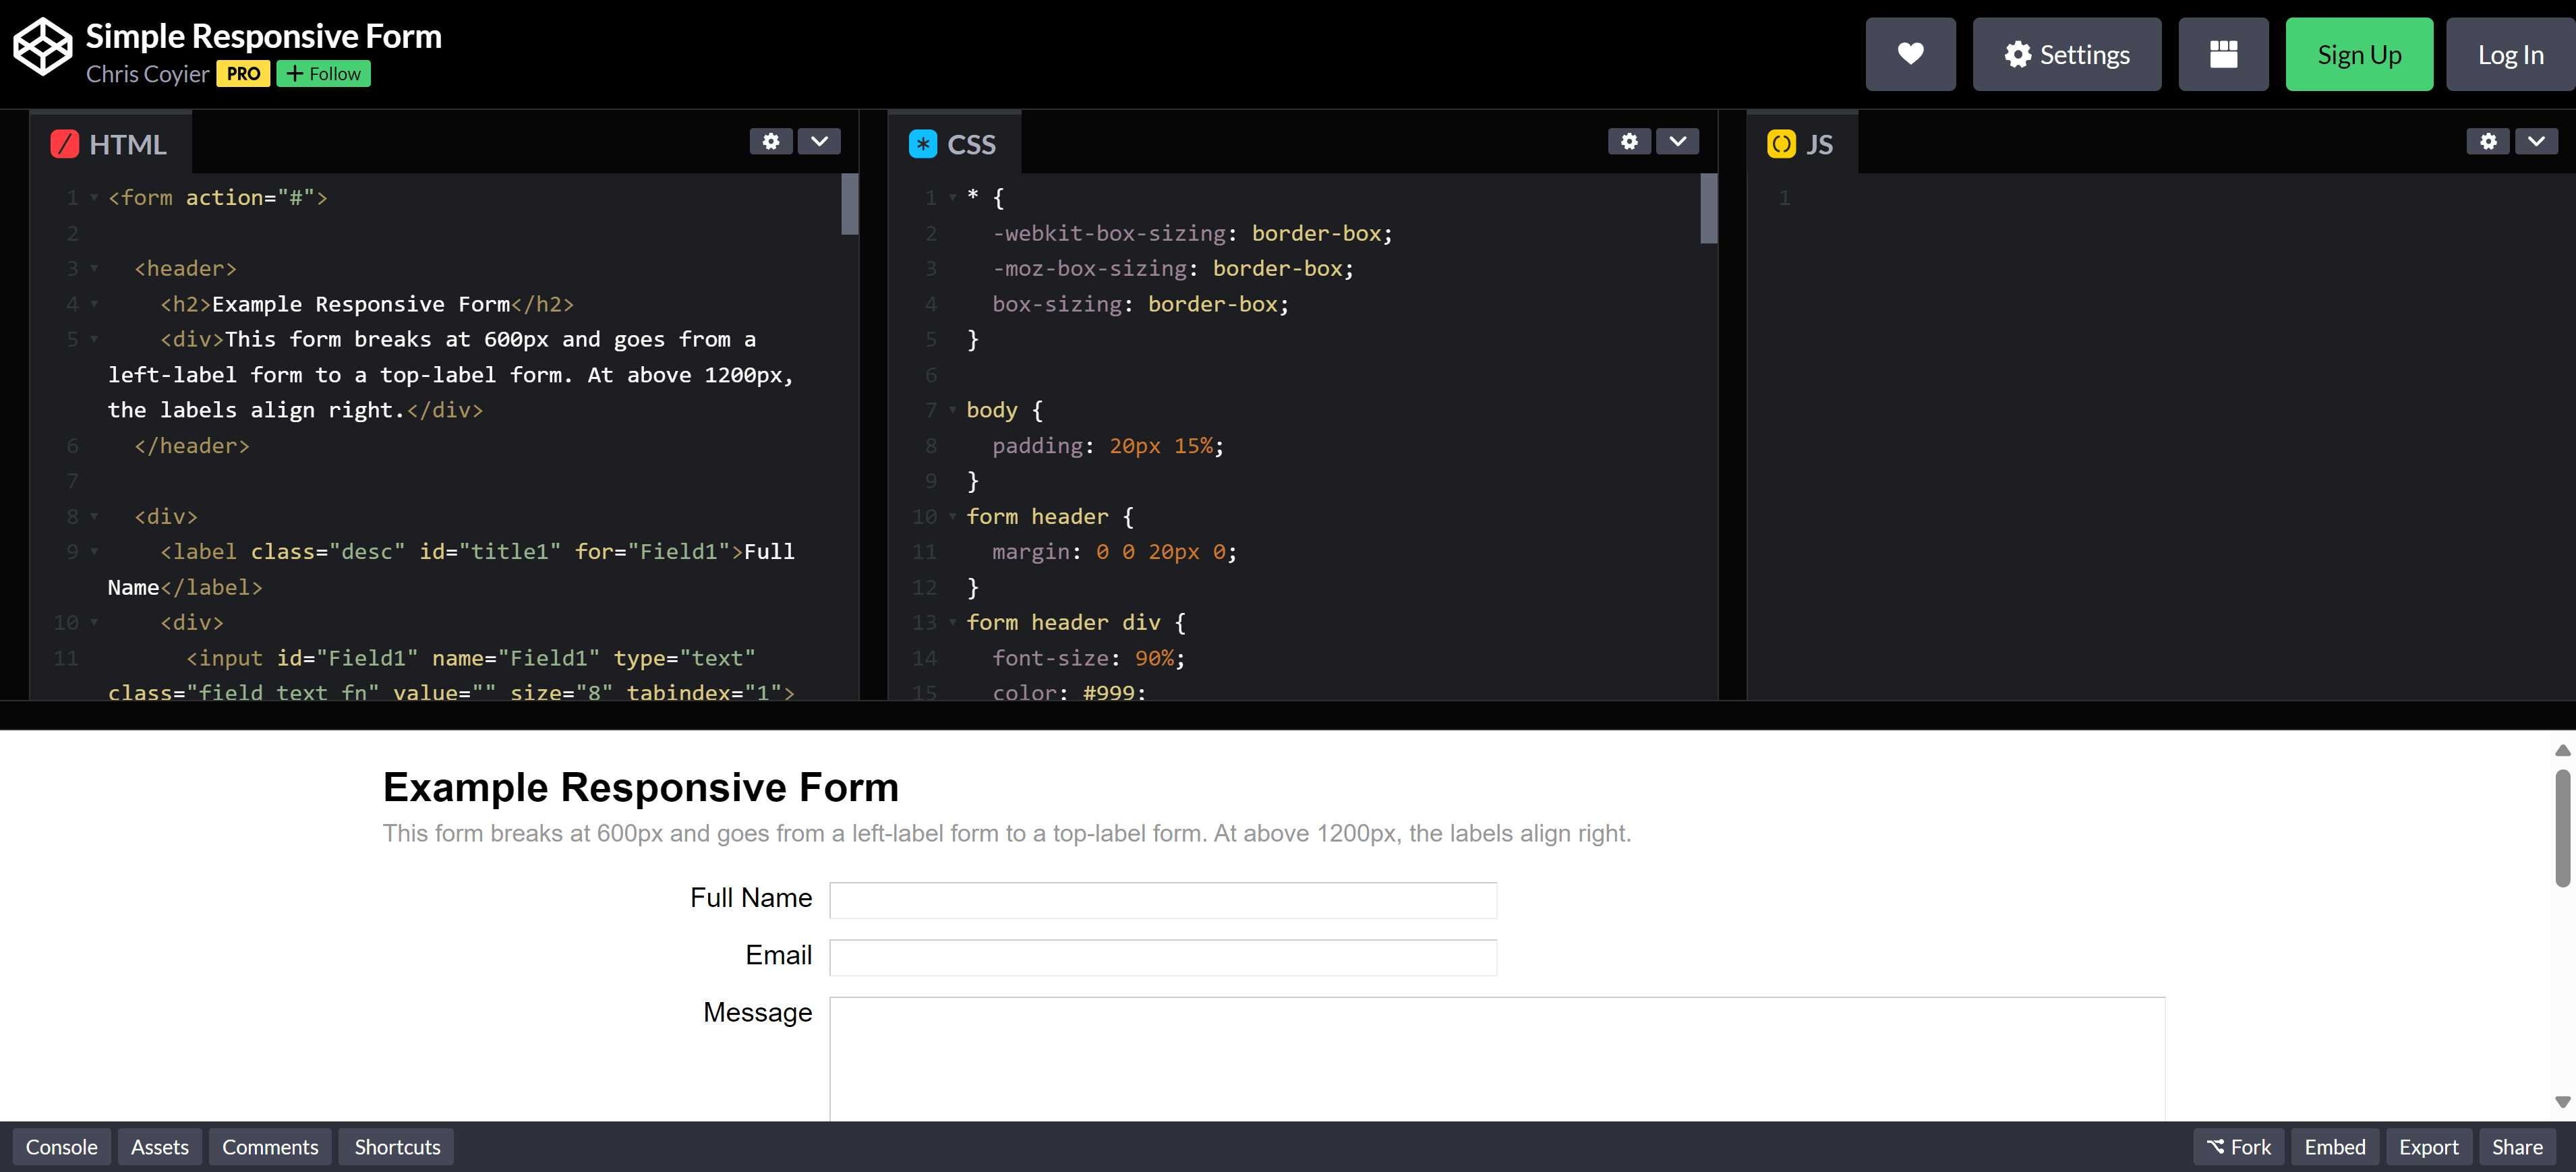 Simple Responsive Form
Chris Coyier PRO + Follow
Settings
Sign Up
Log In
HTML
1 <form action="#">
2
3 <header>
4 <h2>Example Responsive Form</h2>
5 <div>This form breaks at 600px and goes from a
left-label form to a top-label form. At above 1200px,
the labels align right.</div>
6 </header>
7
8 <div>
9 <label class="desc" id="title1" for="Field1">Full
Name</label>
10 <div>
11 <input id="Field1" name="Field1" type="text"
class="field text fn" value="" size="8" tabindex="1">
CSS
1 * {
2 -webkit-box-sizing: border-box;
3 -moz-box-sizing: border-box;
4 box-sizing: border-box;
5 }
6
7 body {
8 padding: 20px 15%;
9 }
10 form header {
11 margin: 0 0 20px 0;
12 }
13 form header div {
14 font-size: 90%;
15 color: #999;
JS
1
Example Responsive Form
This form breaks at 600px and goes from a left-label form to a top-label form. At above 1200px, the labels align right.
Full Name
Email
Message
Console Assets Comments Shortcuts
Fork Embed Export Share